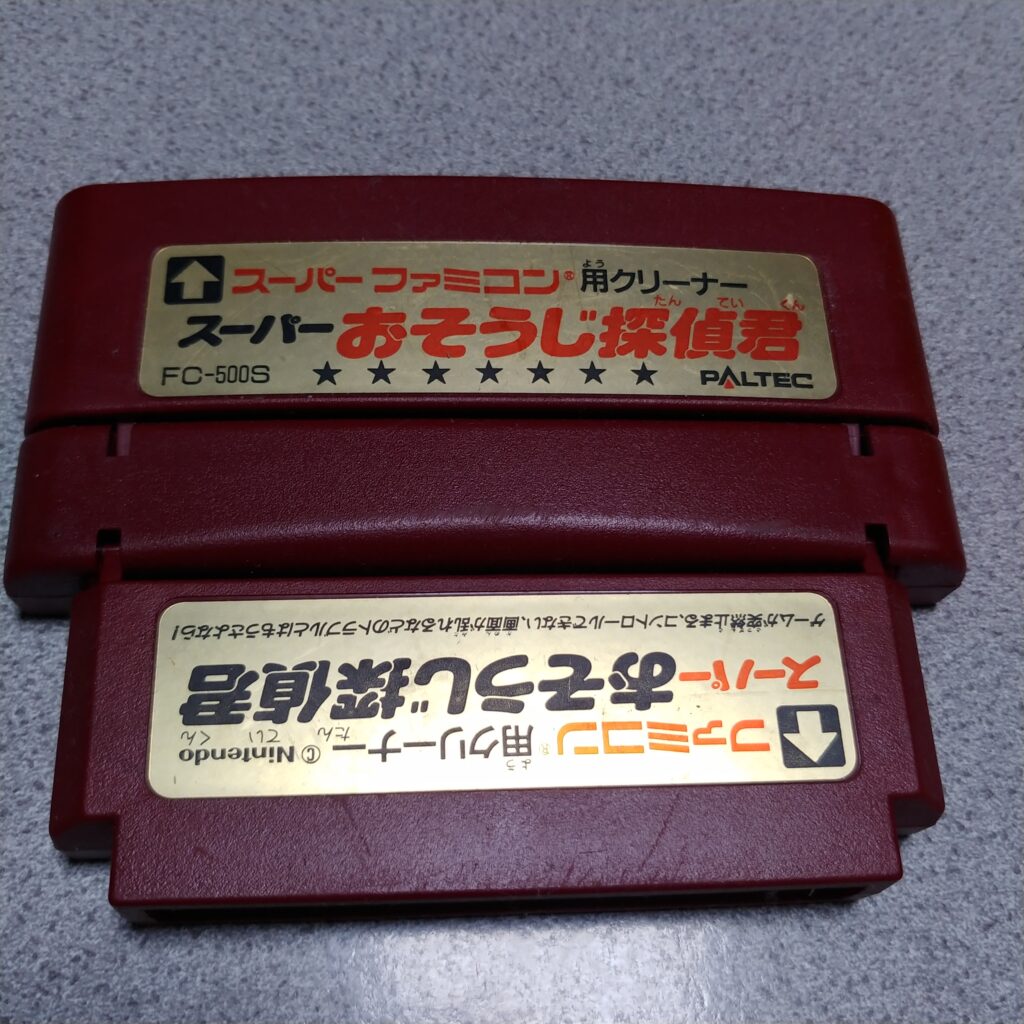 スーパーファミコン®用クリーナー
よう
スーパーおそうじ探偵君
たん てい くん
FC-500S ★★★★★★★ PALTEC
ファミコン®用クリーナー ©Nintendo
よう
スーパーおそうじ探偵君
たん てい くん
ゲームが突然止まる、コントロールできない、画面が乱れるなどのトラブルとはもうさよなら!